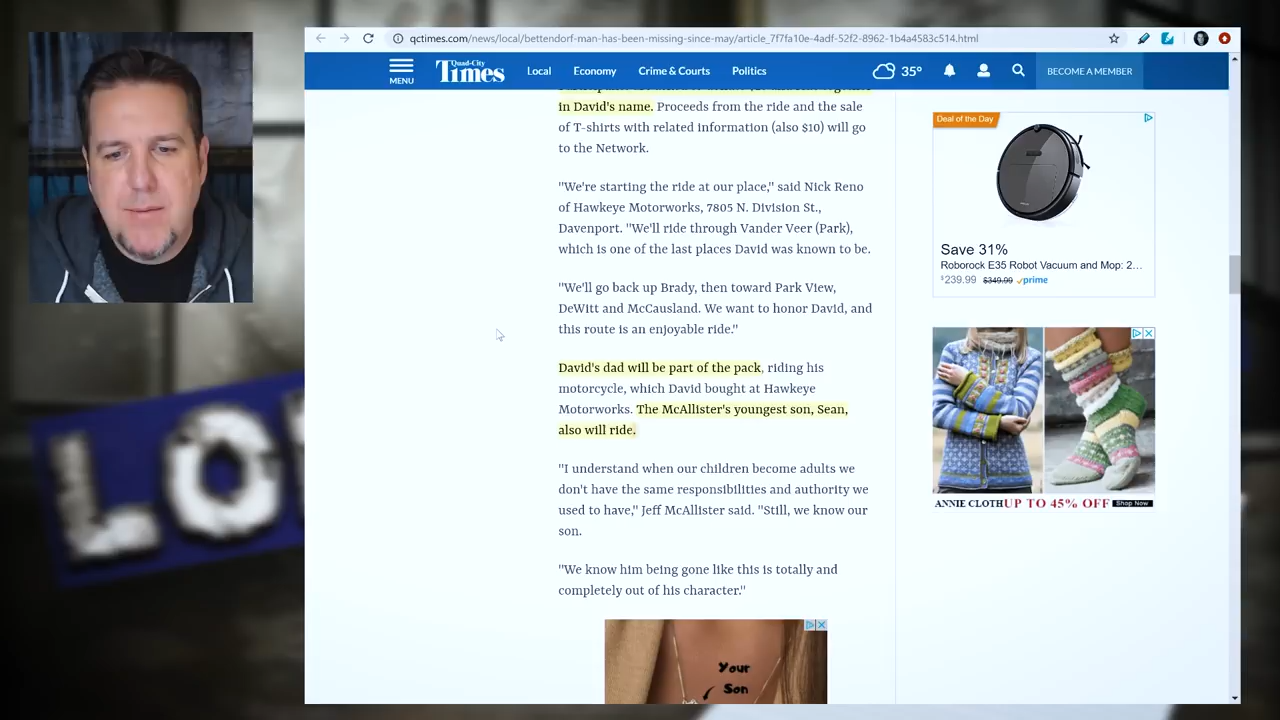 qctimes.com/news/local/bettendorf-man-has-been-missing-since-may/article_7f7fa10e-4adf-52f2-8962-1b4a4583c514.html
MENU
Quad-City
Times
Local
Economy
Crime & Courts
Politics
35°
BECOME A MEMBER
in David's name. Proceeds from the ride and the sale
of T-shirts with related information (also $10) will go
to the Network.
"We're starting the ride at our place," said Nick Reno
of Hawkeye Motorworks, 7805 N. Division St.,
Davenport. "We'll ride through Vander Veer (Park),
which is one of the last places David was known to be.
"We'll go back up Brady, then toward Park View,
DeWitt and McCausland. We want to honor David, and
this route is an enjoyable ride."
David's dad will be part of the pack, riding his
motorcycle, which David bought at Hawkeye
Motorworks. The McAllister's youngest son, Sean,
also will ride.
"I understand when our children become adults we
don't have the same responsibilities and authority we
used to have," Jeff McAllister said. "Still, we know our
son.
"We know him being gone like this is totally and
completely out of his character."
Your
Son
Deal of the Day
Save 31%
Roborock E35 Robot Vacuum and Mop: 2...
$239.99 $349.99 prime
ANNIE CLOTH UP TO 45% OFF Shop Now
LO